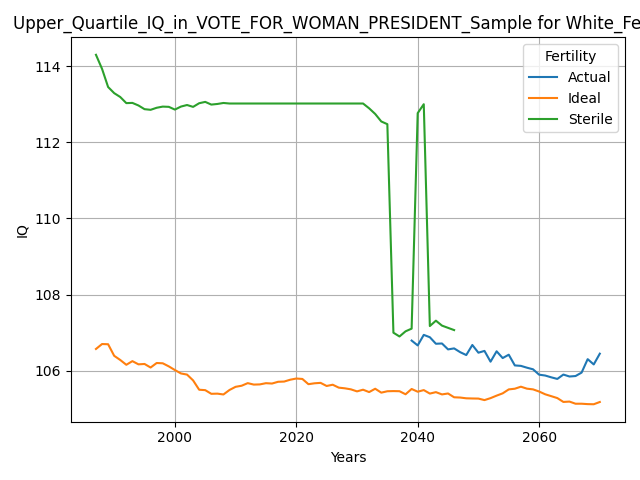 Upper_Quartile_IQ_in_VOTE_FOR_WOMAN_PRESIDENT_Sample for White_Fe
Fertility
Actual
Ideal
Sterile
114
112
110
108
106
IQ
2000
2020
2040
2060
Years